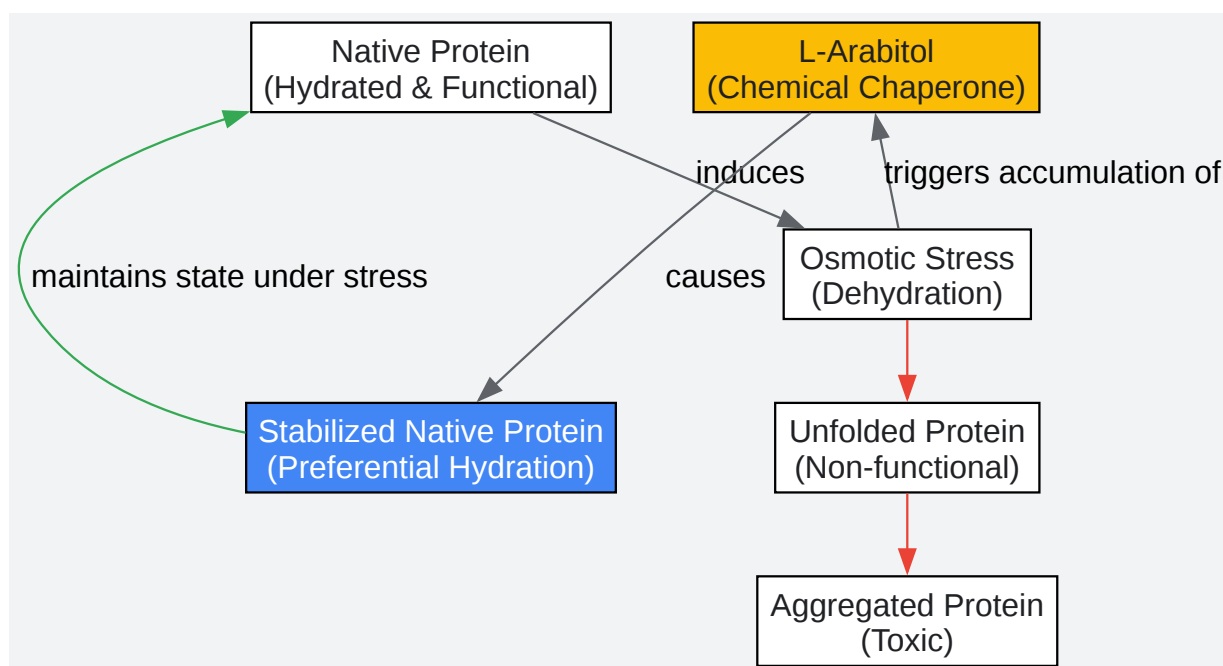 Native Protein
(Hydrated & Functional)
L-Arabitol
(Chemical Chaperone)
induces
triggers accumulation of
Osmotic Stress
(Dehydration)
maintains state under stress
causes
Stabilized Native Protein
(Preferential Hydration)
Unfolded Protein
(Non-functional)
Aggregated Protein
(Toxic)